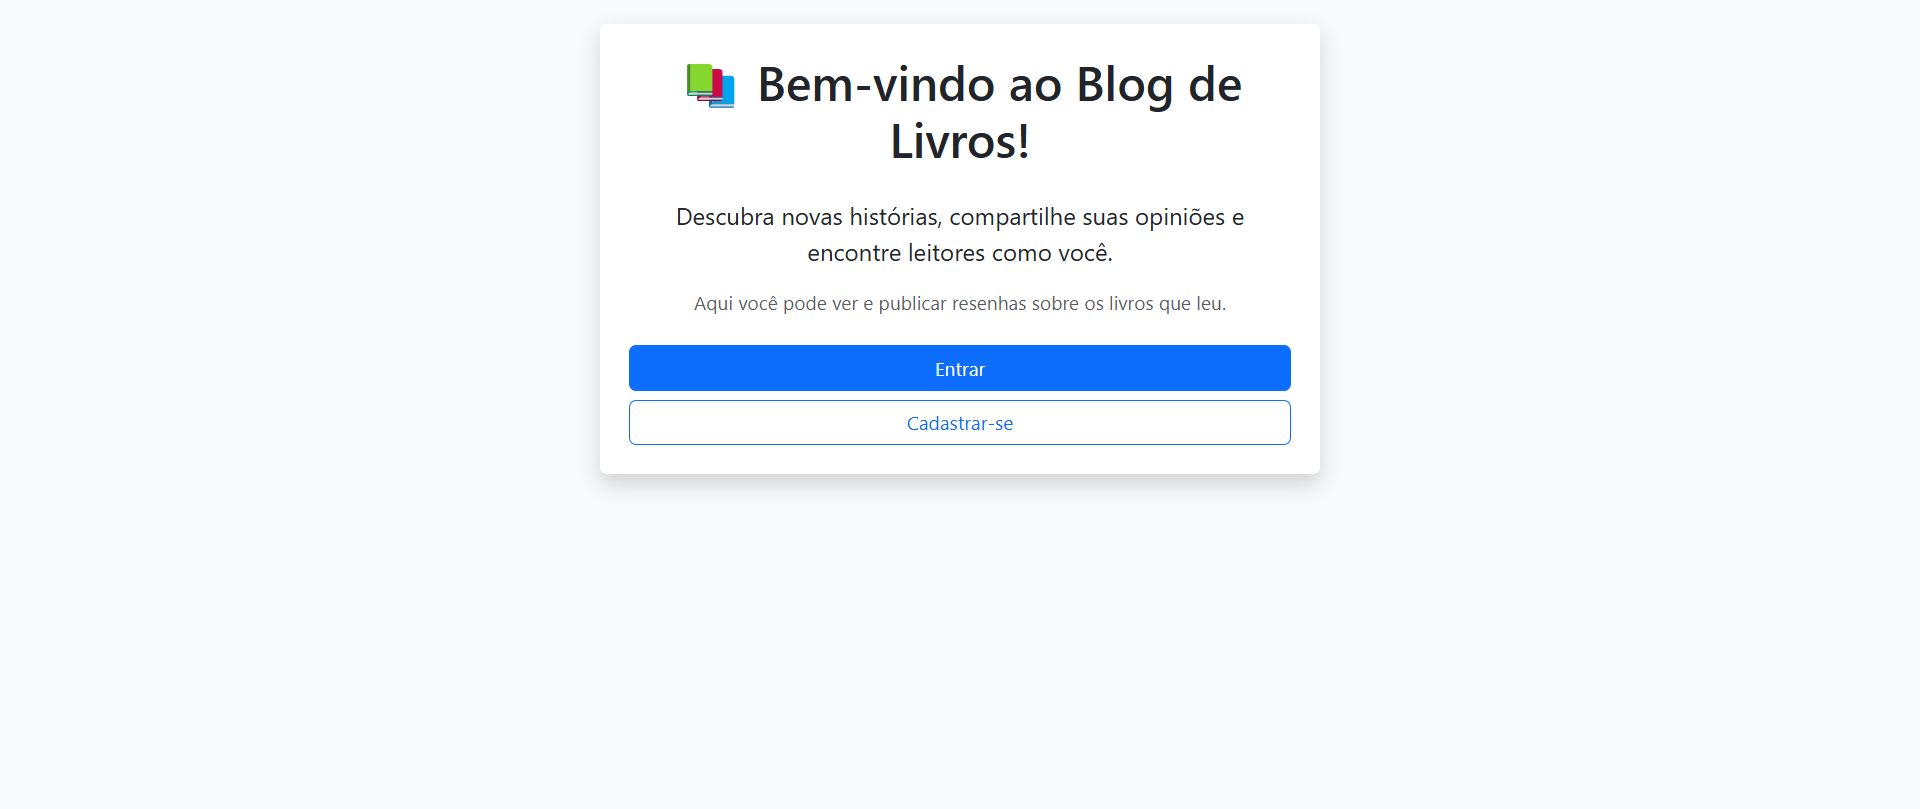 Bem-vindo ao Blog de
Livros!
Descubra novas histórias, compartilhe suas opiniões e
encontre leitores como você.
Aqui você pode ver e publicar resenhas sobre os livros que leu.
Entrar
Cadastrar-se